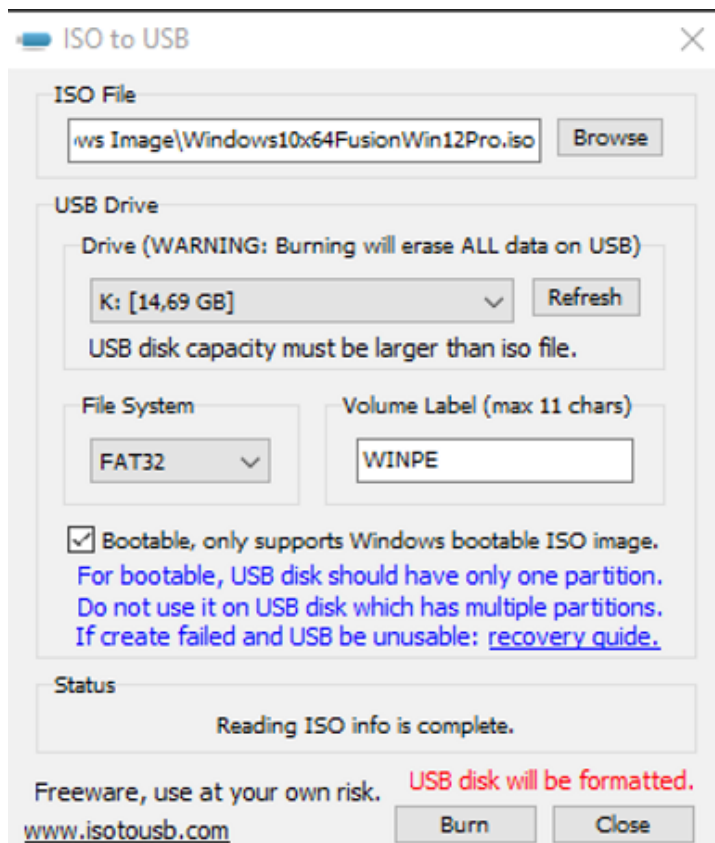 ISO to USB
ISO File
ws Image\Windows10x64FusionWin12Pro.iso
Browse
USB Drive
Drive (WARNING: Burning will erase ALL data on USB)
K: [14,69 GB]
Refresh
USB disk capacity must be larger than iso file.
File System
Volume Label (max 11 chars)
FAT32
WINPE
Bootable, only supports Windows bootable ISO image.
For bootable, USB disk should have only one partition.
Do not use it on USB disk which has multiple partitions.
If create failed and USB be unusable: recovery guide.
Status
Reading ISO info is complete.
Freeware, use at your own risk.
USB disk will be formatted.
www.isotousb.com
Burn
Close